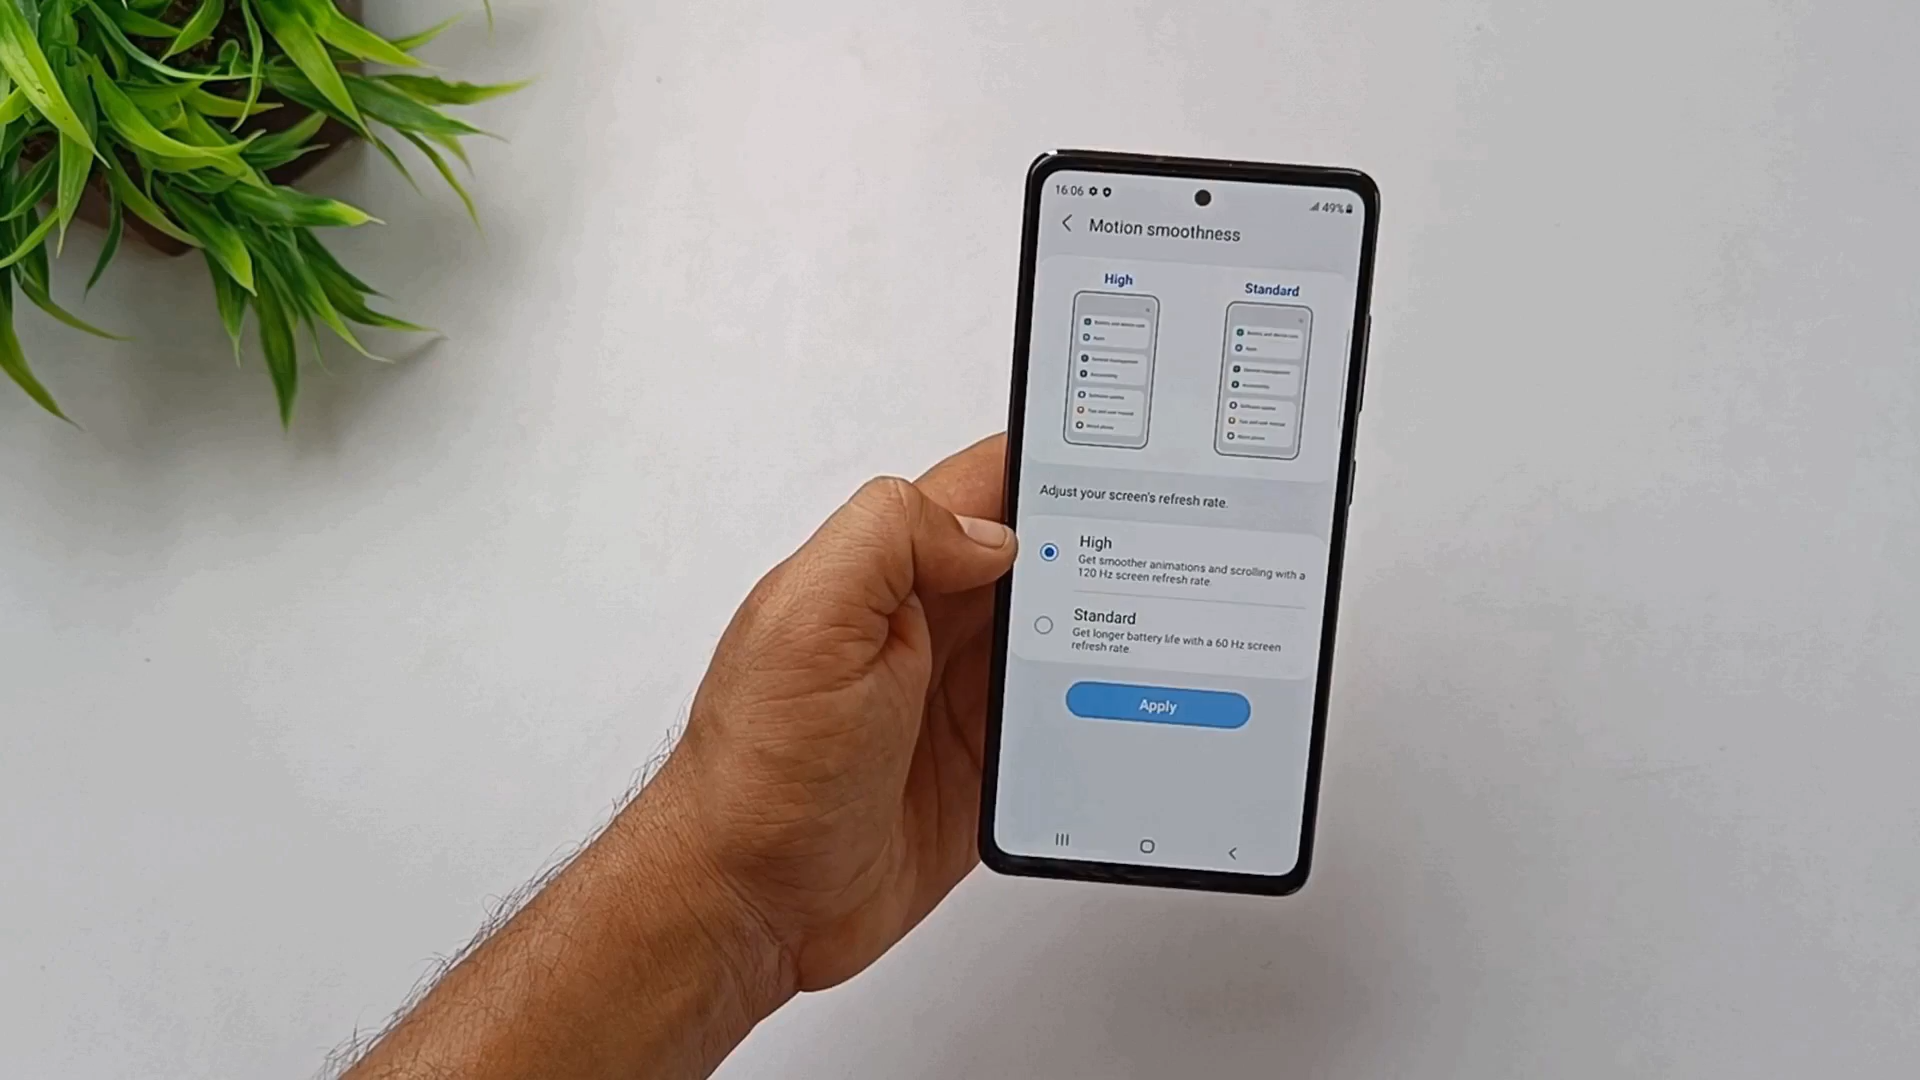 16:06
49%
Motion smoothness
High
Standard
Adjust your screen's refresh rate.
High
Get smoother animations and scrolling with a
120 Hz screen refresh rate.
Standard
Get longer battery life with a 60 Hz screen
refresh rate.
Apply